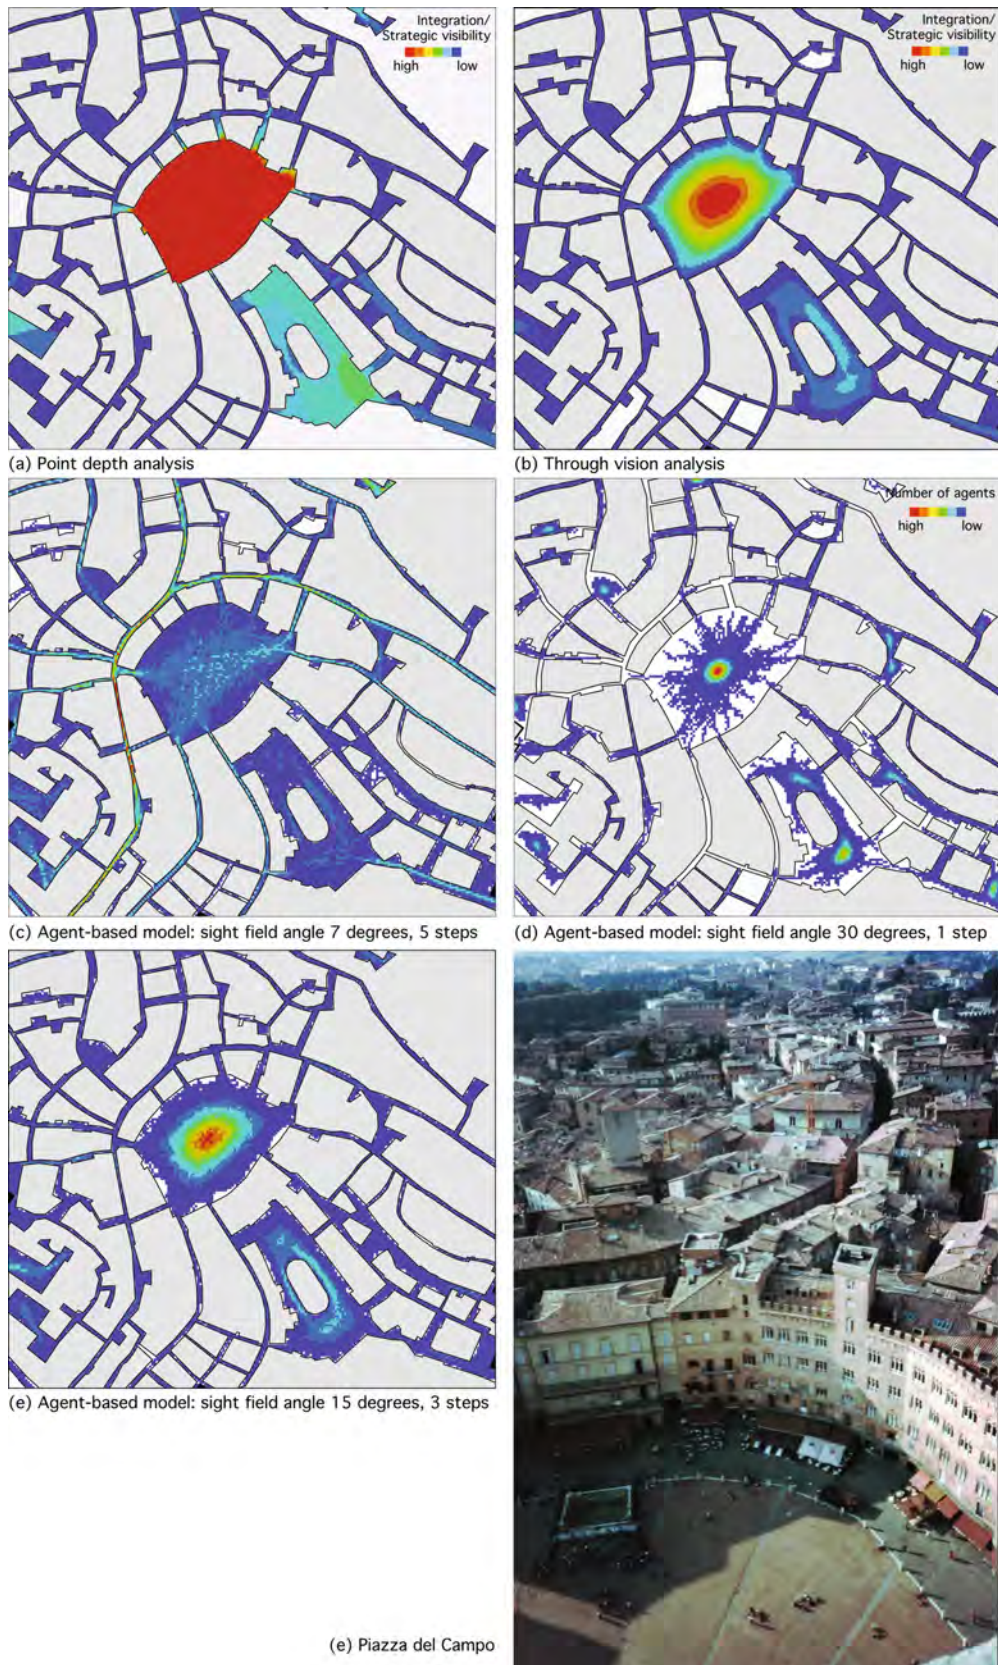 Integration/
Strategic visibility
high low
Integration/
Strategic visibility
high low
(a) Point depth analysis
(b) Through vision analysis
Number of agents
high low
(c) Agent-based model: sight field angle 7 degrees, 5 steps
(d) Agent-based model: sight field angle 30 degrees, 1 step
(e) Agent-based model: sight field angle 15 degrees, 3 steps
(e) Piazza del Campo